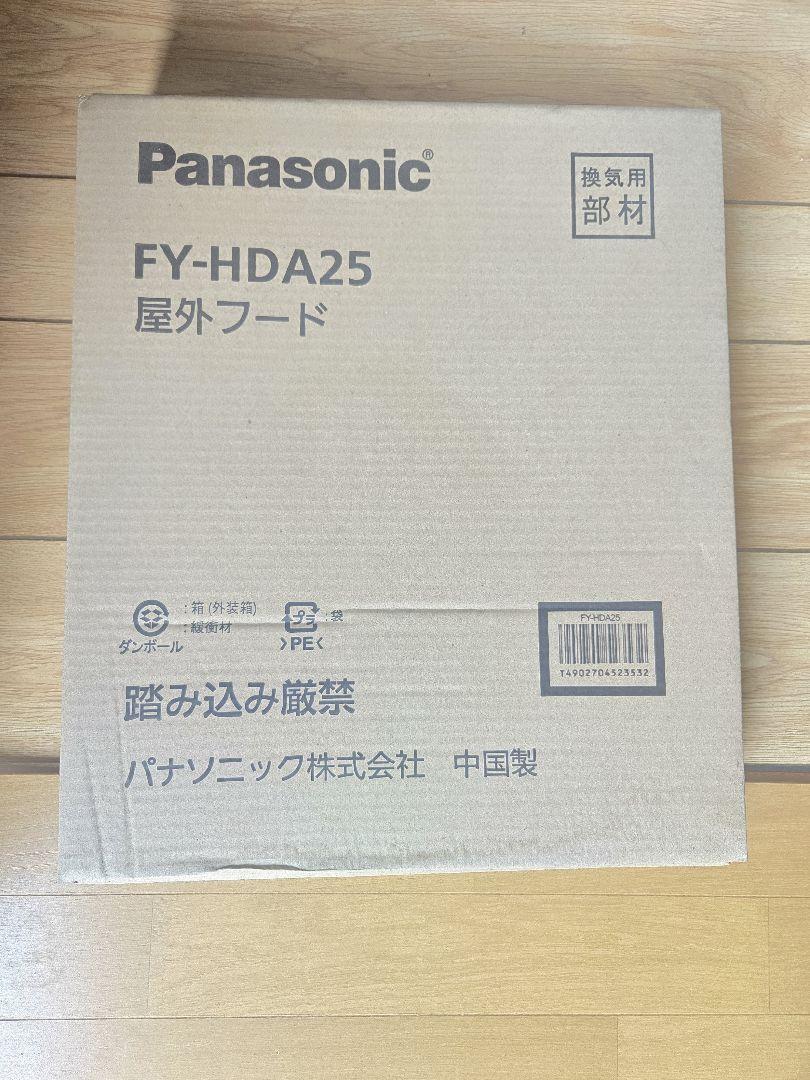 Panasonic®
換気用
部材
FY-HDA25
屋外フード
:箱(外装箱)
:緩衝材
ダンボール
プラ
:袋
PE
FY-HDA25
T4902704523532
踏み込み厳禁
パナソニック株式会社 中国製